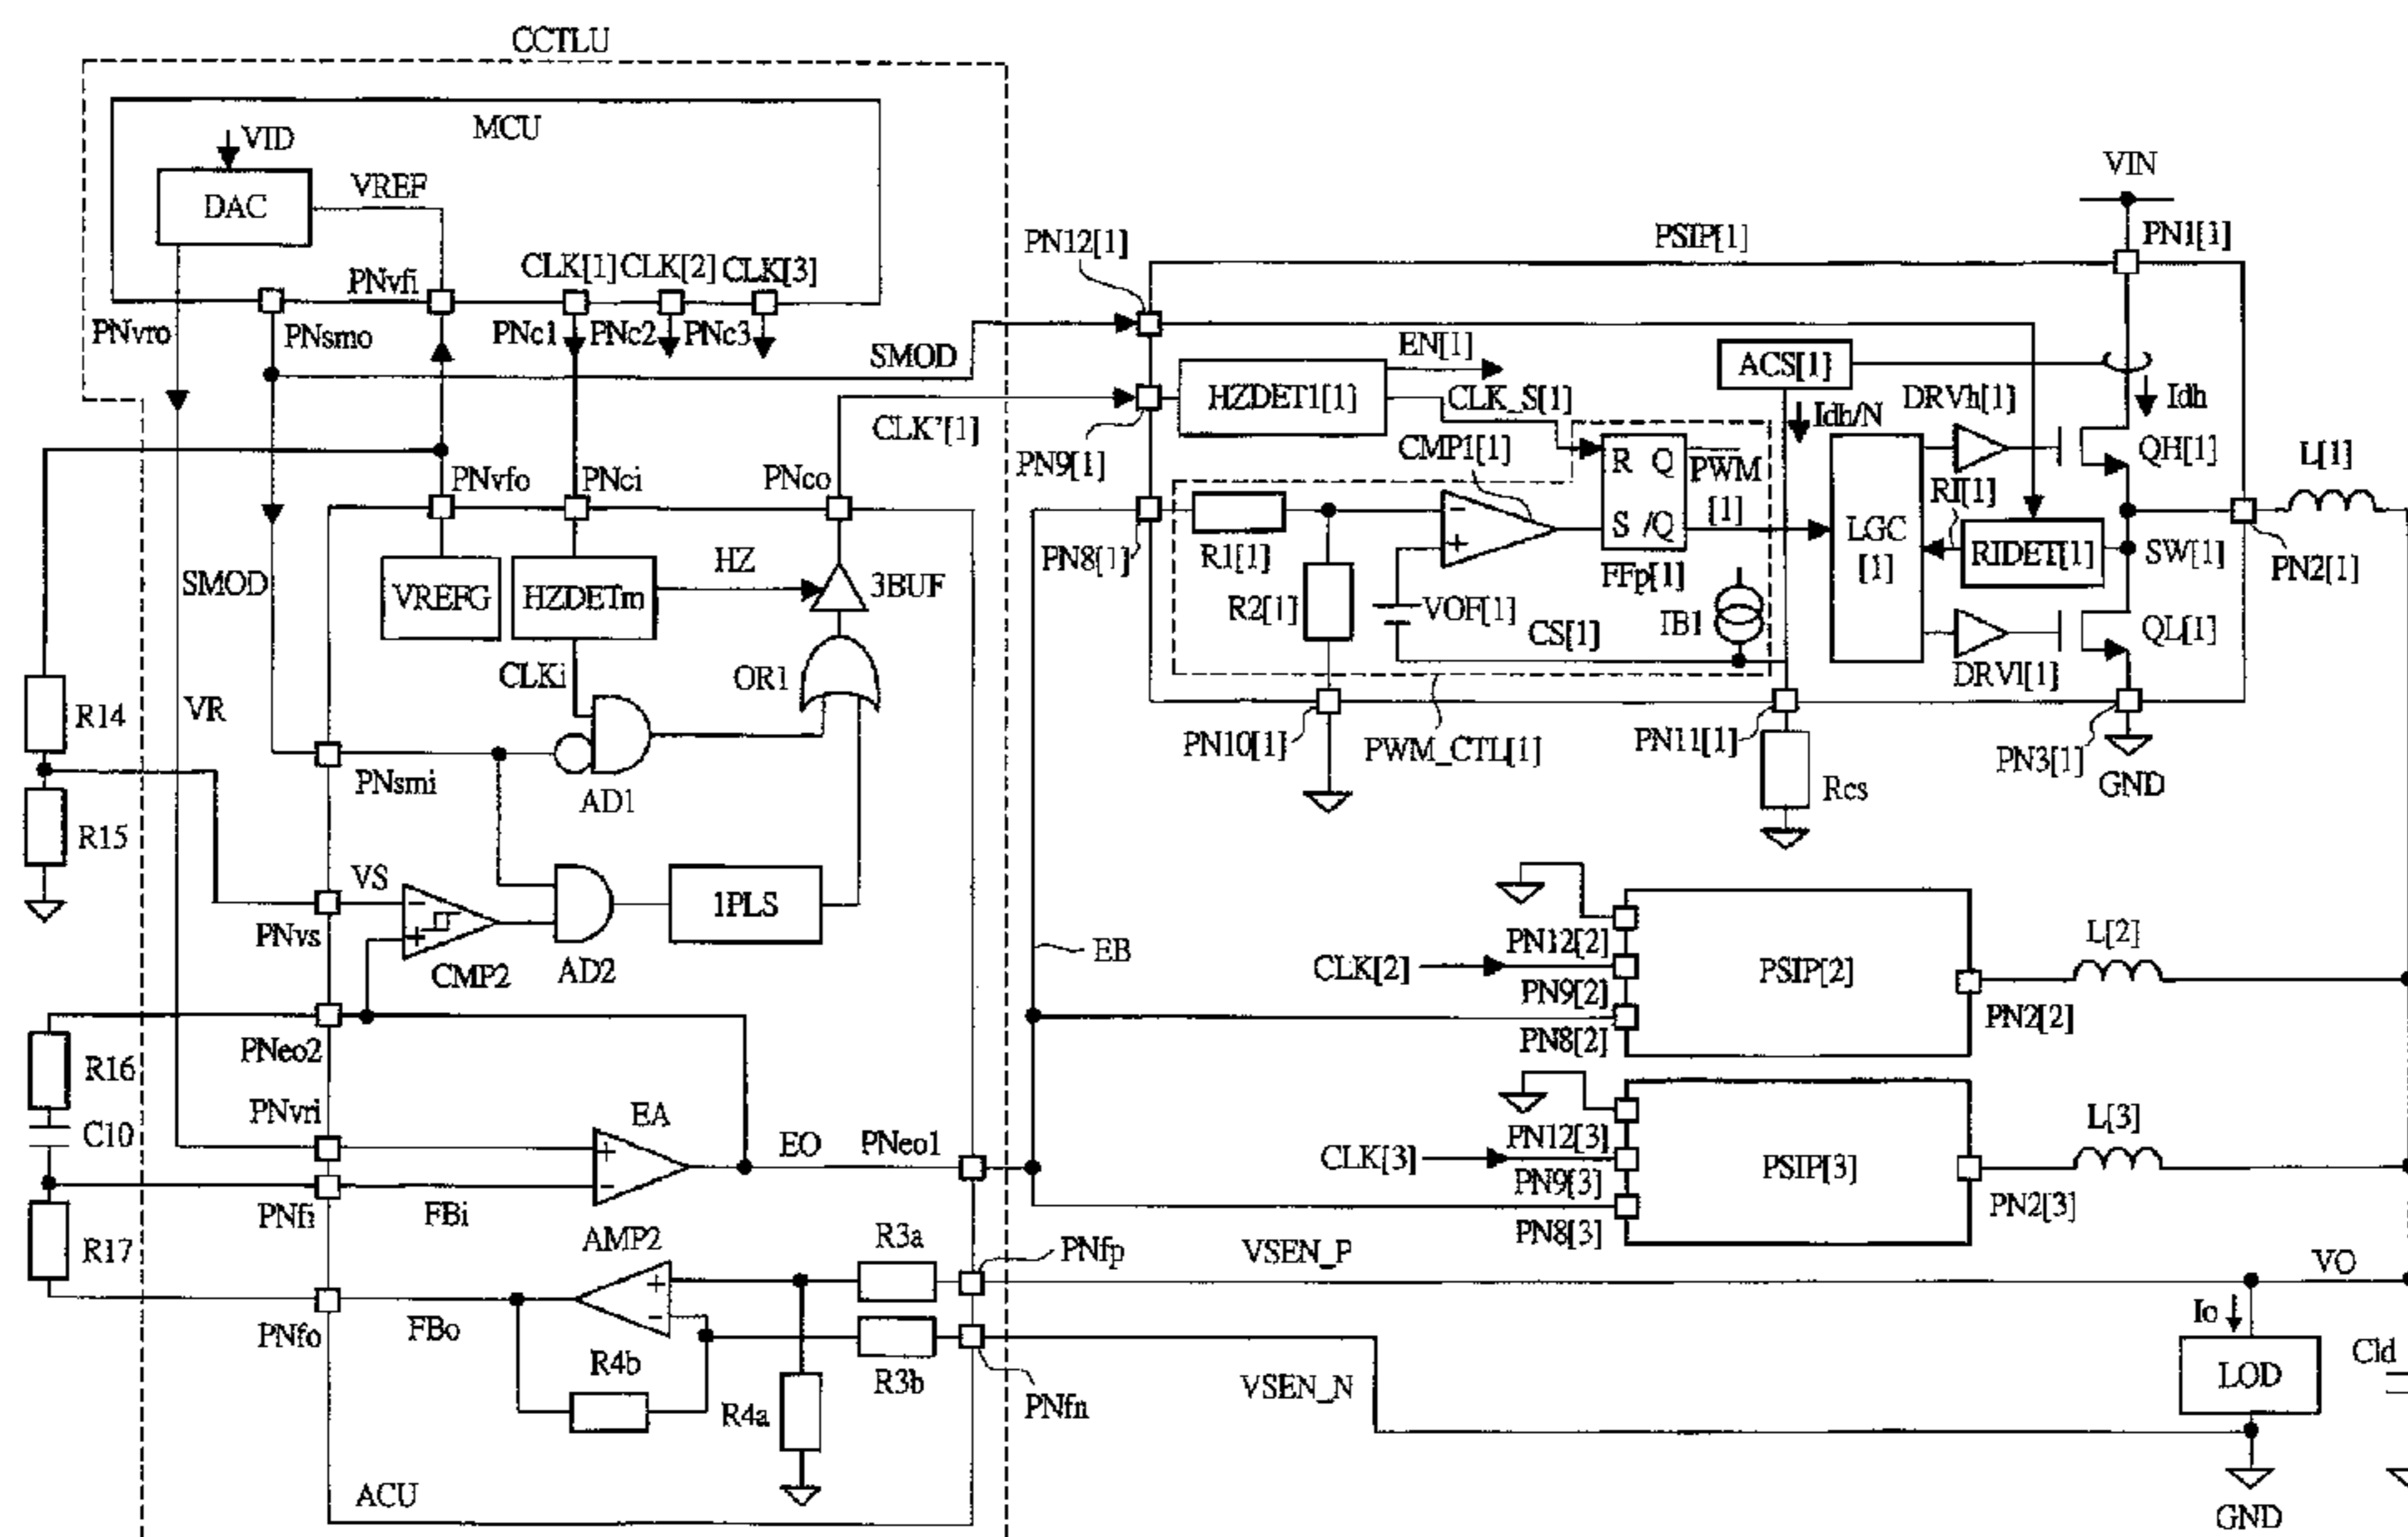 CCTLU
MCU
VID
DAC
VREF
CLK[1] CLK[2] CLK[3]
PNvfi
PNvro
PNsmo
PNc1
PNc2
PNc3
SMOD
CLK'[1]
PNvfo
PNci
PNco
SMOD
VREFG
HZDETm
HZ
3BUF
CLKi
OR1
VR
R14
R15
PNsmi
AD1
VS
PNvs
CMP2
AD2
1PLS
PNeo2
R16
C10
PNvri
EA
EO
PNeo1
PNfi
FBi
R17
AMP2
R3a
PNfp
PNfo
FBo
R4b
R4a
R3b
PNfn
ACU
EB
VSEN_P
VSEN_N
VIN
PN12[1]
PSIP[1]
PN1[1]
EN[1]
HZDET1[1]
CLK_S[1]
ACS[1]
Idh/N
DRVh[1]
Idh
PN9[1]
CMP1[1]
R Q
S /Q
PWM
[1]
QH[1]
L[1]
RI[1]
PN8[1]
R1[1]
LGC
[1]
RIDET[1]
SW[1]
PN2[1]
FFp[1]
R2[1]
VOF[1]
CS[1]
IB1
QL[1]
DRVl[1]
PN10[1]
PWM_CTL[1]
PN11[1]
PN3[1]
GND
Rcs
PN12[2]
CLK[2]
PN9[2]
PN8[2]
PSIP[2]
L[2]
PN2[2]
PN12[3]
CLK[3]
PN9[3]
PN8[3]
PSIP[3]
L[3]
PN2[3]
VO
Io
LOD
Cld
GND